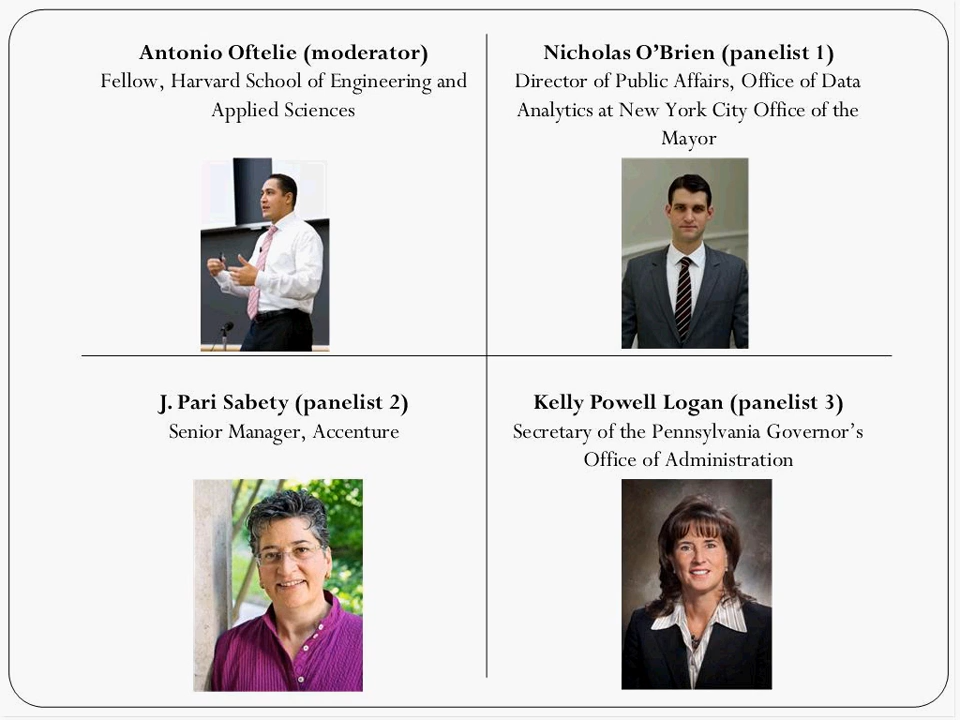 Antonio Oftelie (moderator)
Fellow, Harvard School of Engineering and
Applied Sciences
Nicholas O’Brien (panelist 1)
Director of Public Affairs, Office of Data
Analytics at New York City Office of the
Mayor
J. Pari Sabety (panelist 2)
Senior Manager, Accenture
Kelly Powell Logan (panelist 3)
Secretary of the Pennsylvania Governor’s
Office of Administration